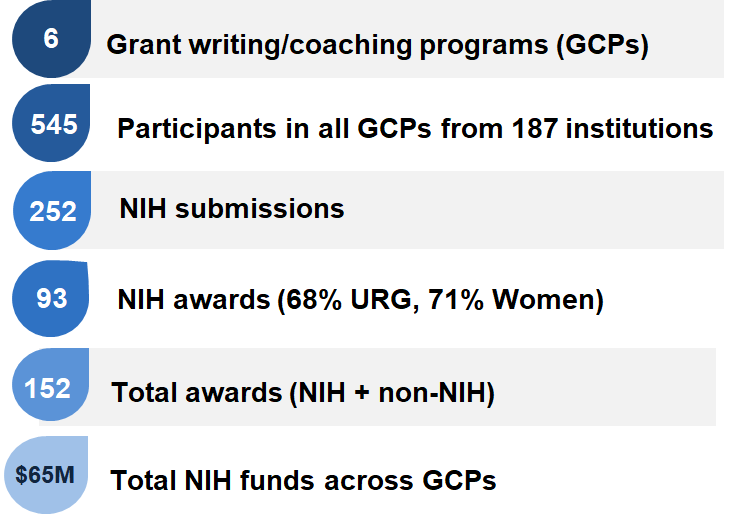 6 Grant writing/coaching programs (GCPs)
545 Participants in all GCPs from 187 institutions
252 NIH submissions
93 NIH awards (68% URG, 71% Women)
152 Total awards (NIH + non-NIH)
$65M Total NIH funds across GCPs